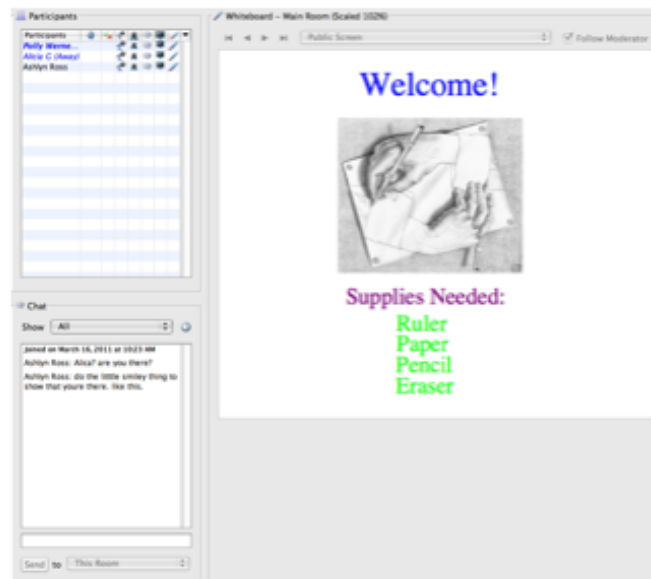 Participants
Participants
Polly Werne...
Alicia G (Away)
Ashlyn Ross
Chat
Show All
Joined on March 16, 2011 at 10:23 AM
Ashlyn Ross: Alica? are you there?
Ashlyn Ross: do the little smiley thing to
show that youre there. like this.
Send to This Room
Whiteboard - Main Room (Scaled 102%)
Public Screen Follow Moderator
Welcome!
Supplies Needed:
Ruler
Paper
Pencil
Eraser